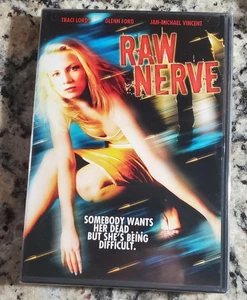 TRACI LORDS GLENN FORD JAN-MICHAEL VINCENT
RAW
NERVE
SOMEBODY WANTS
HER DEAD...
BUT SHE'S BEING
DIFFICULT.